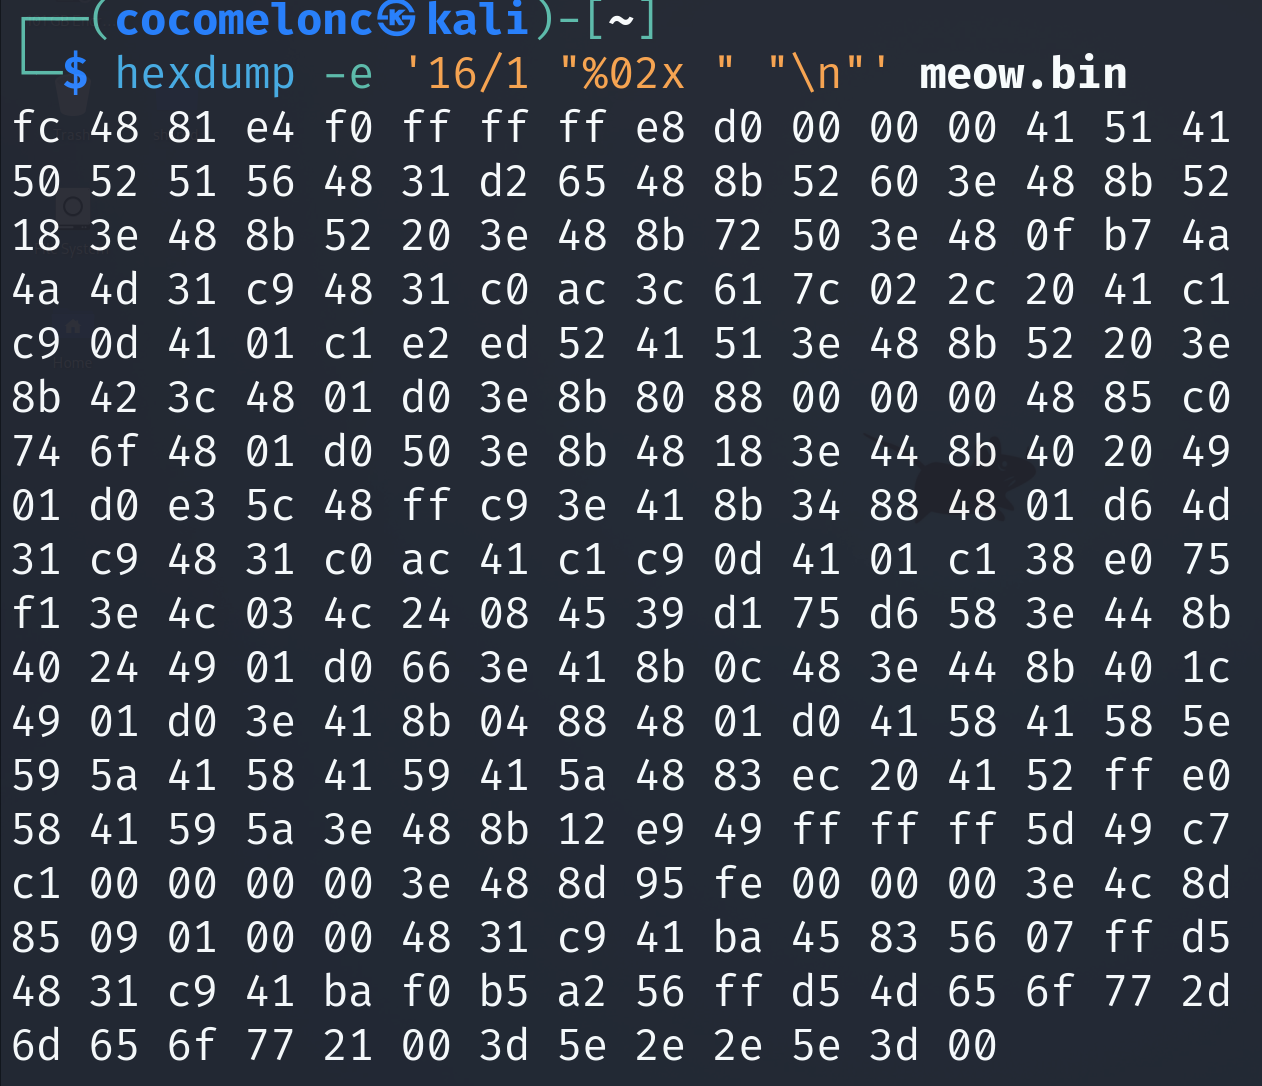 ┌──(cocomelonc㉿kali)-[~]
└─$ hexdump -e '16/1 "%02x " "\n"' meow.bin
fc 48 81 e4 f0 ff ff ff e8 d0 00 00 00 41 51 41
50 52 51 56 48 31 d2 65 48 8b 52 60 3e 48 8b 52
18 3e 48 8b 52 20 3e 48 8b 72 50 3e 48 0f b7 4a
4a 4d 31 c9 48 31 c0 ac 3c 61 7c 02 2c 20 41 c1
c9 0d 41 01 c1 e2 ed 52 41 51 3e 48 8b 52 20 3e
8b 42 3c 48 01 d0 3e 8b 80 88 00 00 00 48 85 c0
74 6f 48 01 d0 50 3e 8b 48 18 3e 44 8b 40 20 49
01 d0 e3 5c 48 ff c9 3e 41 8b 34 88 48 01 d6 4d
31 c9 48 31 c0 ac 41 c1 c9 0d 41 01 c1 38 e0 75
f1 3e 4c 03 4c 24 08 45 39 d1 75 d6 58 3e 44 8b
40 24 49 01 d0 66 3e 41 8b 0c 48 3e 44 8b 40 1c
49 01 d0 3e 41 8b 04 88 48 01 d0 41 58 41 58 5e
59 5a 41 58 41 59 41 5a 48 83 ec 20 41 52 ff e0
58 41 59 5a 3e 48 8b 12 e9 49 ff ff ff 5d 49 c7
c1 00 00 00 00 3e 48 8d 95 fe 00 00 00 3e 4c 8d
85 09 01 00 00 48 31 c9 41 ba 45 83 56 07 ff d5
48 31 c9 41 ba f0 b5 a2 56 ff d5 4d 65 6f 77 2d
6d 65 6f 77 21 00 3d 5e 2e 2e 5e 3d 00
Home